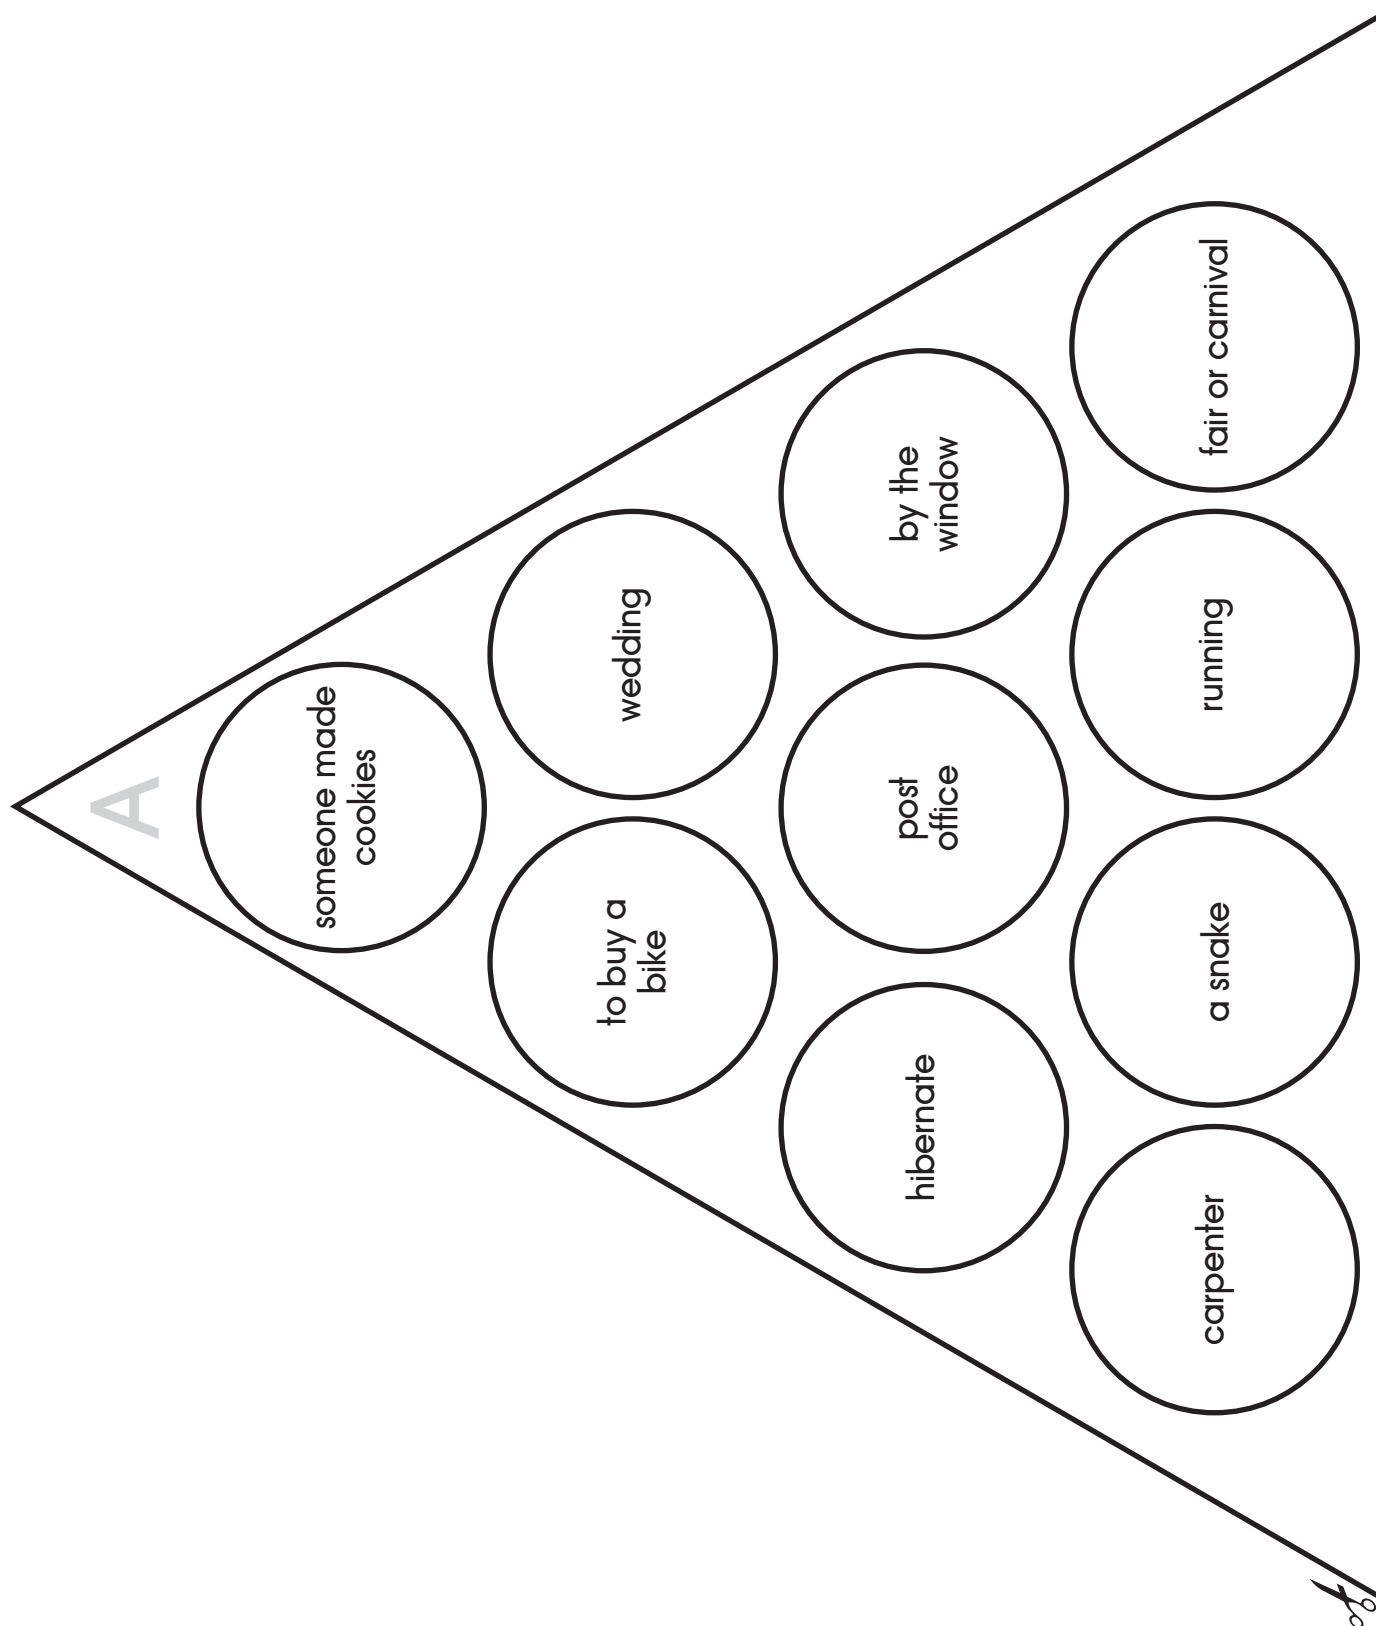 A
someone made
cookies
to buy a
bike
wedding
hibernate
post
office
by the
window
carpenter
a snake
running
fair or carnival